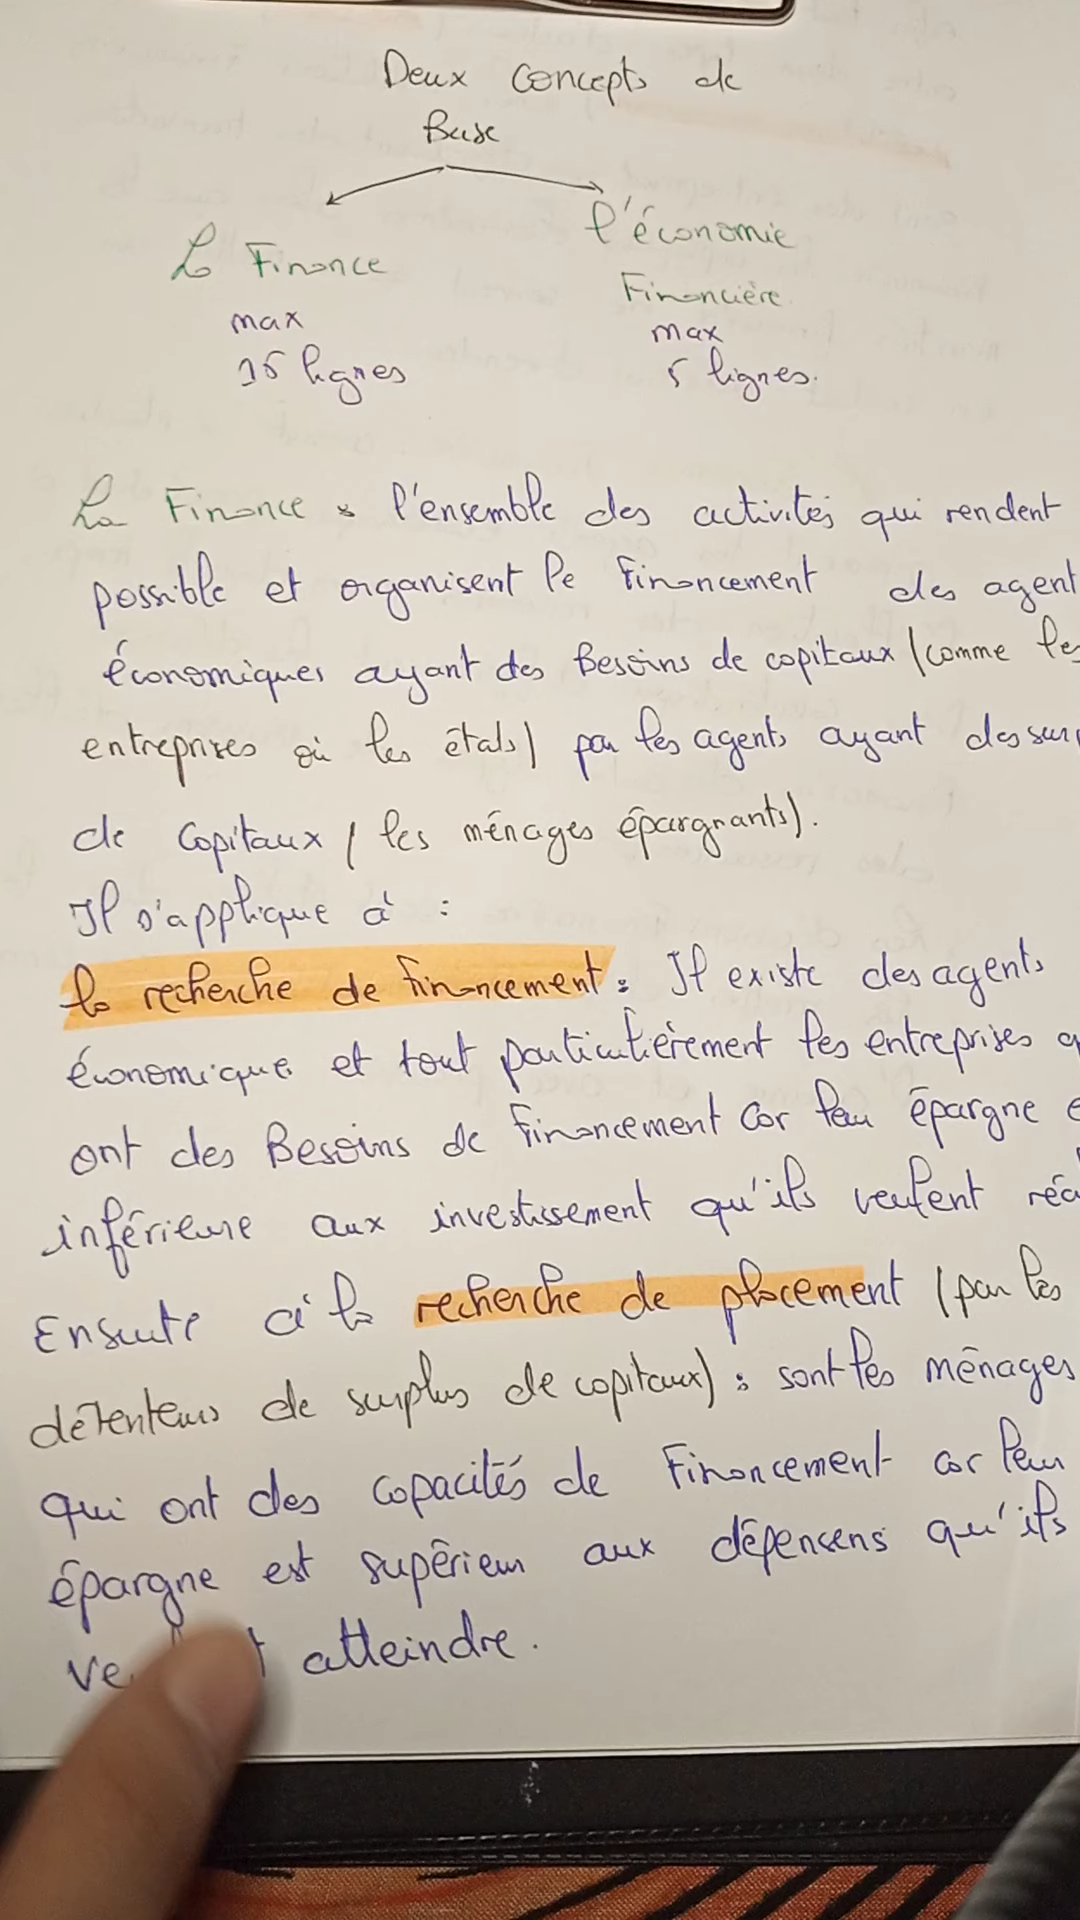 Deux concepts de
Base
La Finance
l'économie
Financière
max
15 lignes
max
5 lignes.
La Finance : l'ensemble des activités qui rendent
possible et organisent le financement des agent
économiques ayant des Besoins de capitaux (comme les
entreprises où les états) par les agents ayant des sur
de Capitaux ( les ménages épargnants).
Il s'applique à :
la recherche de financement : Il existe des agents
économique et tout particulièrement les entreprises q
ont des Besoins de financement car leur épargne e
inférieure aux investissement qu'ils veulent réa
Ensuite à la recherche de placement (par les
détenteurs de surplus de capitaux) : sont les ménages
qui ont des capacités de Financement car leur
épargne est supérieur aux dépensens qu'ils
atteindre.